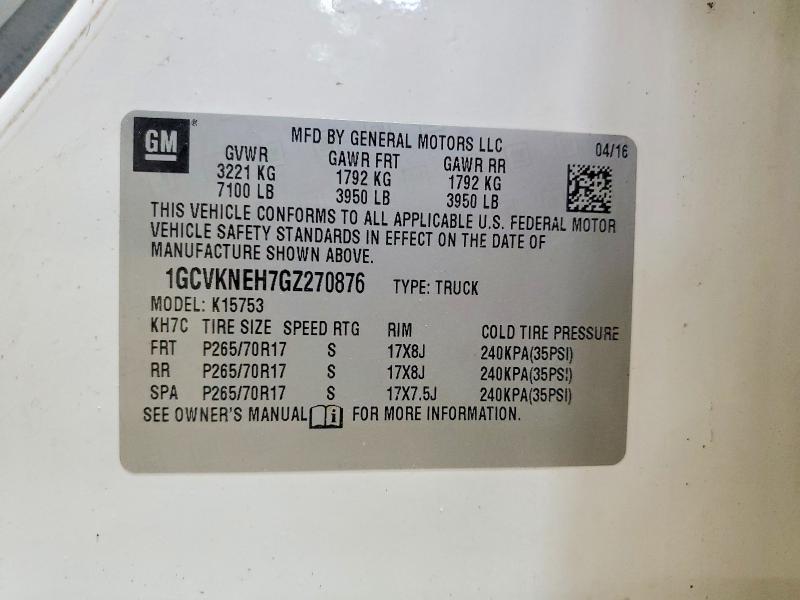 GM®
MFD BY GENERAL MOTORS LLC 04/16
GVWR GAWR FRT GAWR RR
3221 KG 1792 KG 1792 KG
7100 LB 3950 LB 3950 LB
THIS VEHICLE CONFORMS TO ALL APPLICABLE U.S. FEDERAL MOTOR
VEHICLE SAFETY STANDARDS IN EFFECT ON THE DATE OF
MANUFACTURE SHOWN ABOVE.
1GCVKNEH7GZ270876 TYPE: TRUCK
MODEL: K15753
KH7C TIRE SIZE SPEED RTG RIM COLD TIRE PRESSURE
FRT P265/70R17 S 17X8J 240KPA(35PSI)
RR P265/70R17 S 17X8J 240KPA(35PSI)
SPA P265/70R17 S 17X7.5J 240KPA(35PSI)
SEE OWNER'S MANUAL FOR MORE INFORMATION.